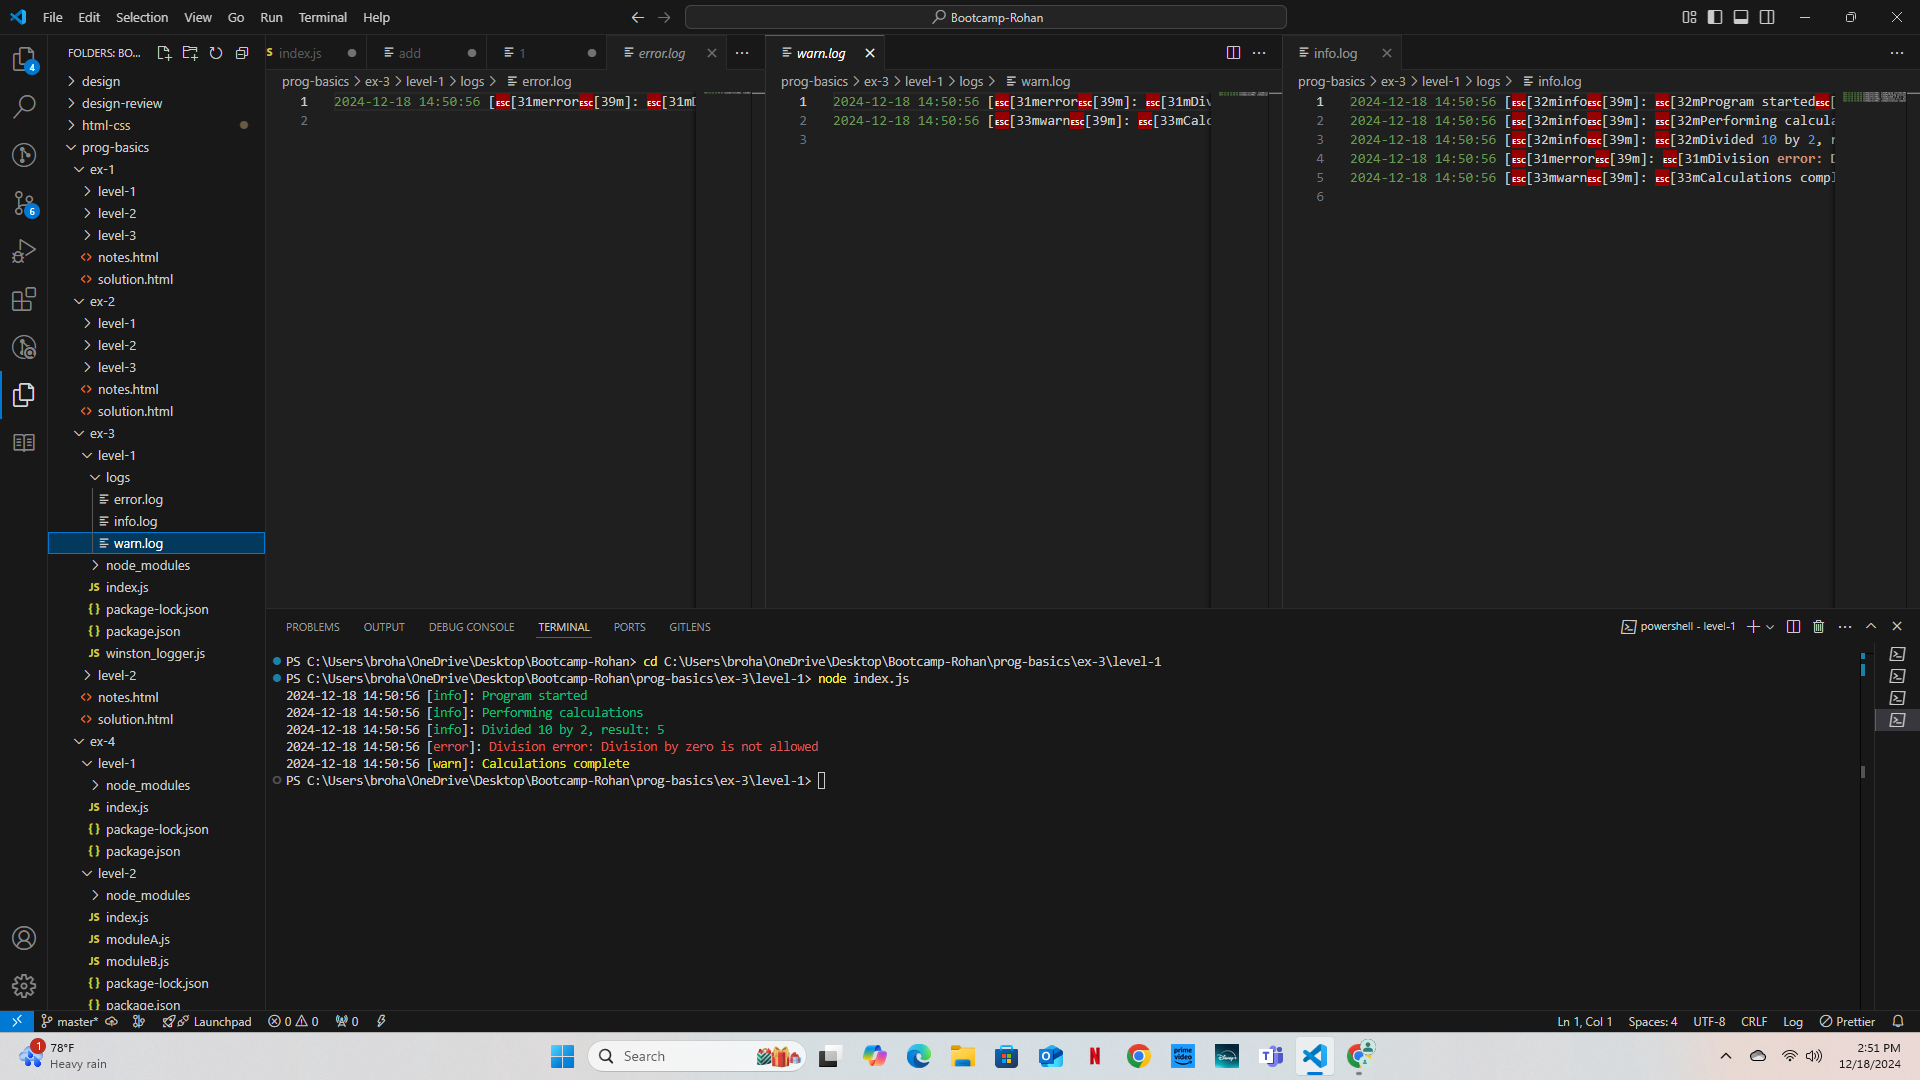 File Edit Selection View Go Run Terminal Help
Bootcamp-Rohan
FOLDERS: BO...
4
6
design
design-review
html-css
prog-basics
ex-1
level-1
level-2
level-3
notes.html
solution.html
ex-2
level-1
level-2
level-3
notes.html
solution.html
ex-3
level-1
logs
error.log
info.log
warn.log
node_modules
JS index.js
{} package-lock.json
{} package.json
JS winston_logger.js
level-2
notes.html
solution.html
ex-4
level-1
node_modules
JS index.js
{} package-lock.json
{} package.json
level-2
node_modules
JS index.js
JS moduleA.js
JS moduleB.js
{} package-lock.json
{} package.json
index.js add 1 error.log
prog-basics > ex-3 > level-1 > logs > error.log
1 2024-12-18 14:50:56 [ESC[31merrorESC[39m]: ESC[31mD
2
warn.log
prog-basics > ex-3 > level-1 > logs > warn.log
1 2024-12-18 14:50:56 [ESC[31merrorESC[39m]: ESC[31mDiv
2 2024-12-18 14:50:56 [ESC[33mwarnESC[39m]: ESC[33mCalc
3
info.log
prog-basics > ex-3 > level-1 > logs > info.log
1 2024-12-18 14:50:56 [ESC[32minfoESC[39m]: ESC[32mProgram startedESC[
2 2024-12-18 14:50:56 [ESC[32minfoESC[39m]: ESC[32mPerforming calcula
3 2024-12-18 14:50:56 [ESC[32minfoESC[39m]: ESC[32mDivided 10 by 2, r
4 2024-12-18 14:50:56 [ESC[31merrorESC[39m]: ESC[31mDivision error: D
5 2024-12-18 14:50:56 [ESC[33mwarnESC[39m]: ESC[33mCalculations compl
6
PROBLEMS OUTPUT DEBUG CONSOLE TERMINAL PORTS GITLENS
powershell - level-1
PS C:\Users\broha\OneDrive\Desktop\Bootcamp-Rohan> cd C:\Users\broha\OneDrive\Desktop\Bootcamp-Rohan\prog-basics\ex-3\level-1
PS C:\Users\broha\OneDrive\Desktop\Bootcamp-Rohan\prog-basics\ex-3\level-1> node index.js
2024-12-18 14:50:56 [info]: Program started
2024-12-18 14:50:56 [info]: Performing calculations
2024-12-18 14:50:56 [info]: Divided 10 by 2, result: 5
2024-12-18 14:50:56 [error]: Division error: Division by zero is not allowed
2024-12-18 14:50:56 [warn]: Calculations complete
PS C:\Users\broha\OneDrive\Desktop\Bootcamp-Rohan\prog-basics\ex-3\level-1>
master* Launchpad 0 0 0
Ln 1, Col 1 Spaces: 4 UTF-8 CRLF Log Prettier
1
78°F
Heavy rain
Search
prime video
Disney+
2:51 PM
12/18/2024